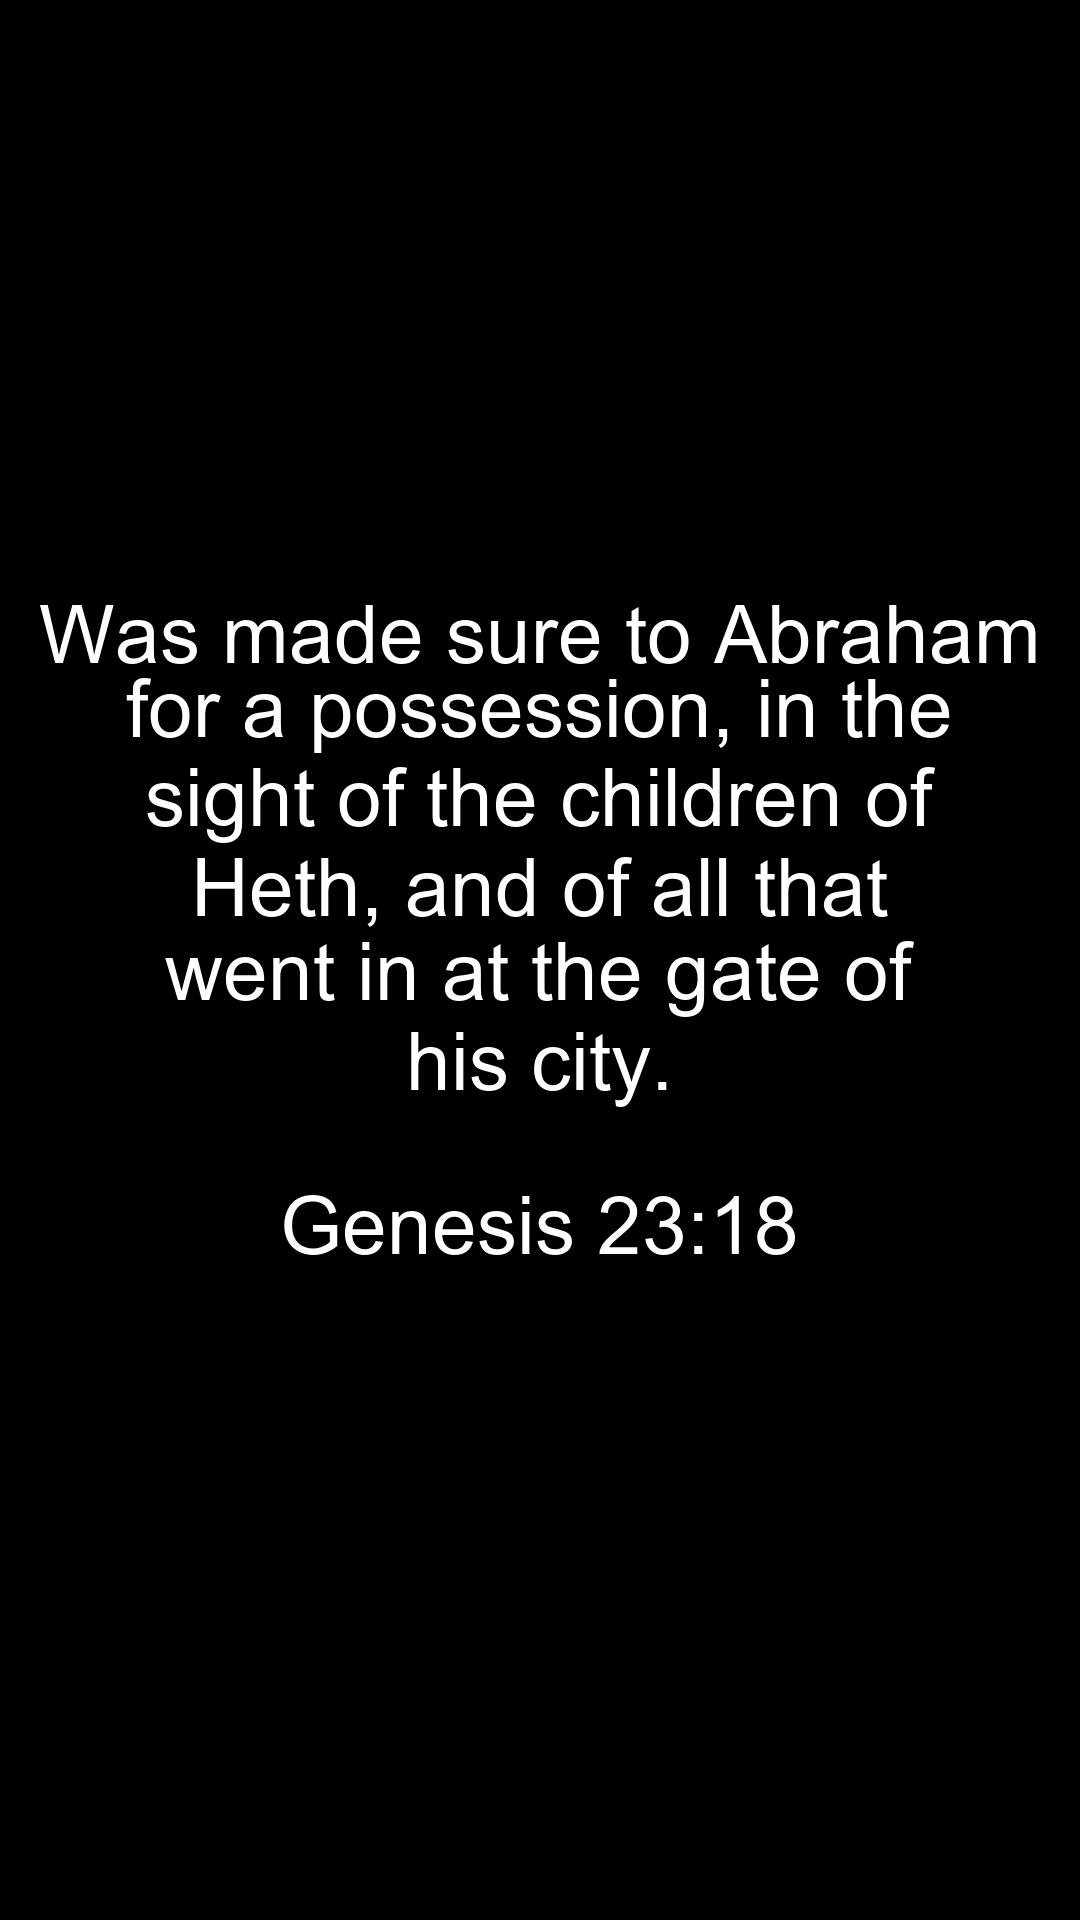 Was made sure to Abraham
for a possession, in the
sight of the children of
Heth, and of all that
went in at the gate of
his city.
Genesis 23:18